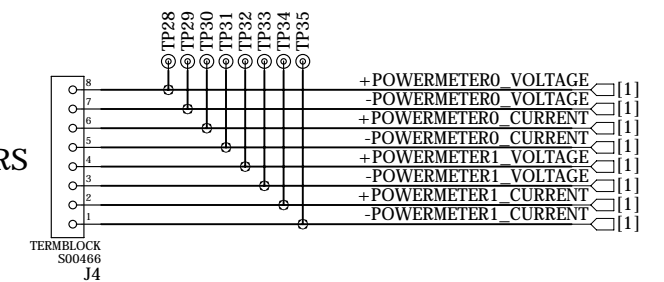 TP28
TP29
TP30
TP31
TP32
TP33
TP34
TP35
8 +POWERMETER0_VOLTAGE [1]
7 -POWERMETER0_VOLTAGE [1]
6 +POWERMETER0_CURRENT [1]
5 -POWERMETER0_CURRENT [1]
RS
4 +POWERMETER1_VOLTAGE [1]
3 -POWERMETER1_VOLTAGE [1]
2 +POWERMETER1_CURRENT [1]
1 -POWERMETER1_CURRENT [1]
TERMBLOCK
S00466
J4